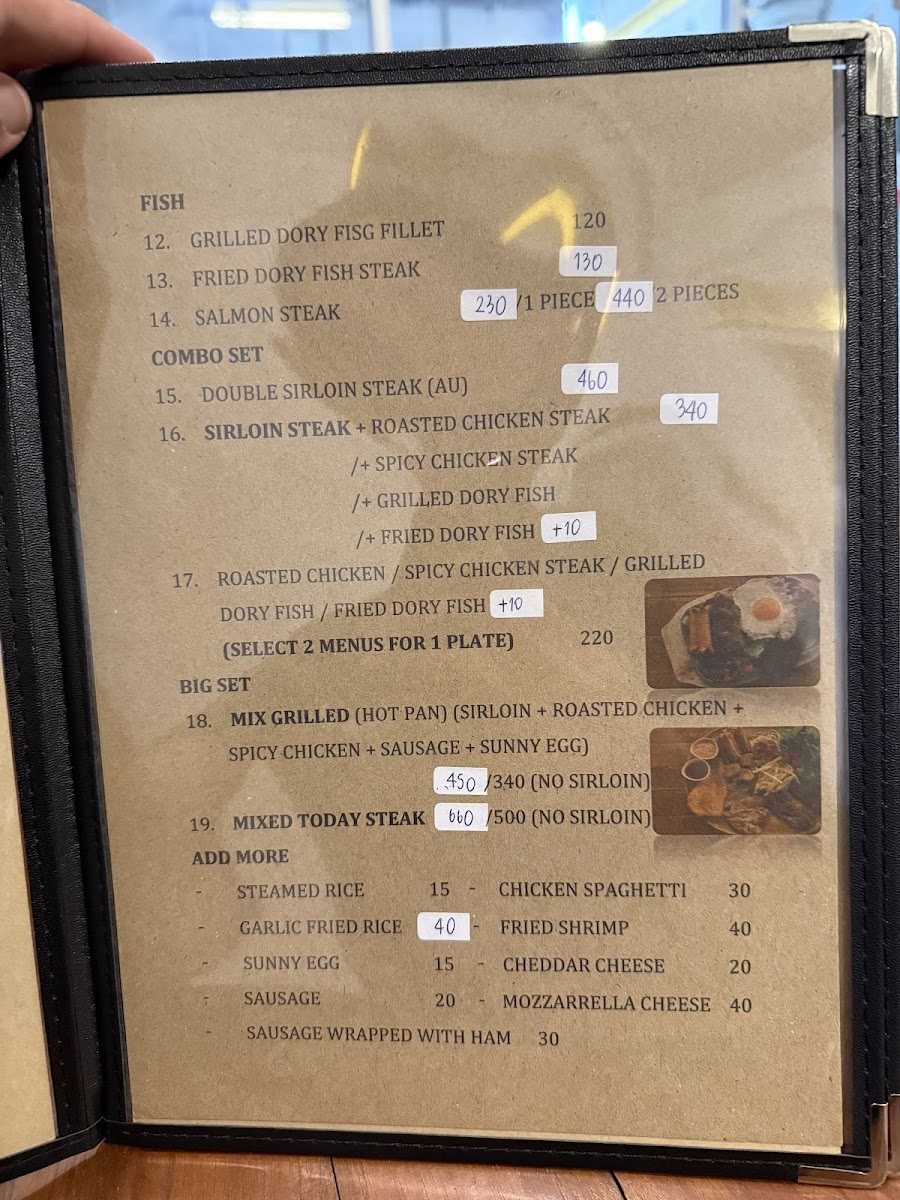 FISH
12. GRILLED DORY FISG FILLET 120
13. FRIED DORY FISH STEAK 130
14. SALMON STEAK 230 /1 PIECE 440 2 PIECES
COMBO SET
15. DOUBLE SIRLOIN STEAK (AU) 460
16. SIRLOIN STEAK + ROASTED CHICKEN STEAK 340
/+ SPICY CHICKEN STEAK
/+ GRILLED DORY FISH
/+ FRIED DORY FISH +10
17. ROASTED CHICKEN / SPICY CHICKEN STEAK / GRILLED
DORY FISH / FRIED DORY FISH +10
(SELECT 2 MENUS FOR 1 PLATE) 220
BIG SET
18. MIX GRILLED (HOT PAN) (SIRLOIN + ROASTED CHICKEN +
SPICY CHICKEN + SAUSAGE + SUNNY EGG)
450 /340 (NO SIRLOIN)
19. MIXED TODAY STEAK 660 /500 (NO SIRLOIN)
ADD MORE
- STEAMED RICE 15 - CHICKEN SPAGHETTI 30
- GARLIC FRIED RICE 40 - FRIED SHRIMP 40
- SUNNY EGG 15 - CHEDDAR CHEESE 20
- SAUSAGE 20 - MOZZARRELLA CHEESE 40
- SAUSAGE WRAPPED WITH HAM 30